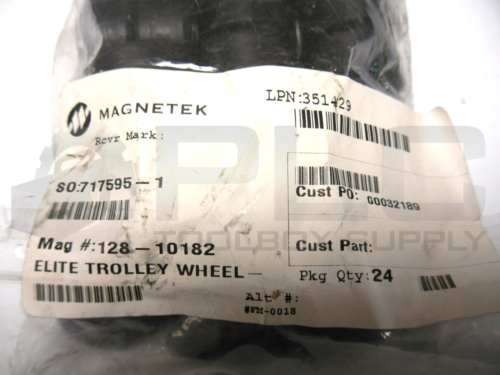 MAGNETEK
LPN:351429
Rcvr Mark:
SO:717595-1
Cust PO: 00032189
Mag #:128-10182
Cust Part:
ELITE TROLLEY WHEEL-
Pkg Qty:24
Alt #:
PLC
TOOLBOX SUPPLY